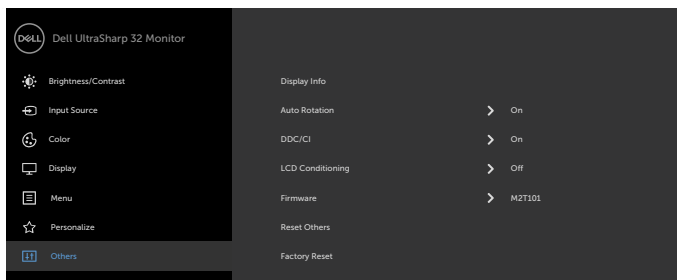 DELL Dell UltraSharp 32 Monitor
Brightness/Contrast
Display Info
Input Source
Auto Rotation On
Color
DDC/CI On
Display
LCD Conditioning Off
Menu
Firmware M2T101
Personalize
Reset Others
Others
Factory Reset